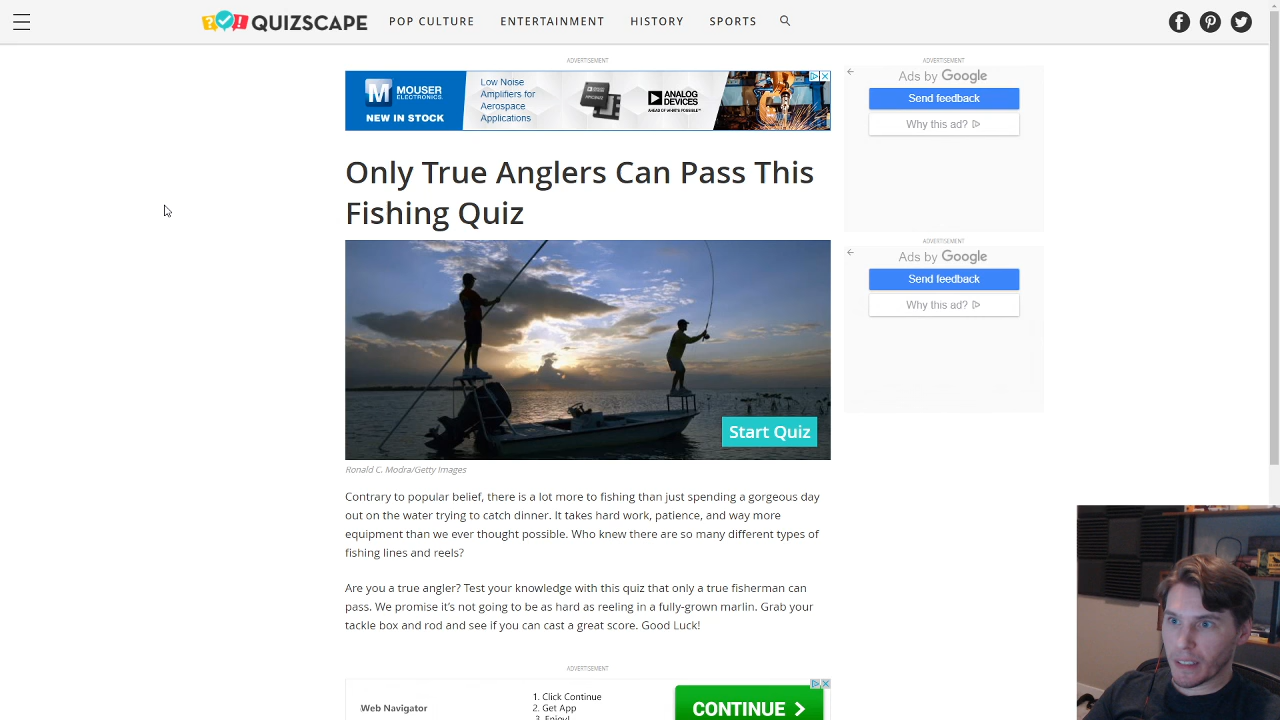 QUIZSCAPE
POP CULTURE
ENTERTAINMENT
HISTORY
SPORTS
ADVERTISEMENT
MOUSER
ELECTRONICS
NEW IN STOCK
Low Noise
Amplifiers for
Aerospace
Applications
ANALOG
DEVICES
AHEAD OF WHAT'S POSSIBLE™
ADVERTISEMENT
Ads by Google
Send feedback
Why this ad?
Only True Anglers Can Pass This
Fishing Quiz
ADVERTISEMENT
Ads by Google
Send feedback
Why this ad?
Start Quiz
Ronald C. Modra/Getty Images
Contrary to popular belief, there is a lot more to fishing than just spending a gorgeous day
out on the water trying to catch dinner. It takes hard work, patience, and way more
equipment than we ever thought possible. Who knew there are so many different types of
fishing lines and reels?
Are you a true angler? Test your knowledge with this quiz that only a true fisherman can
pass. We promise it's not going to be as hard as reeling in a fully-grown marlin. Grab your
tackle box and rod and see if you can cast a great score. Good Luck!
ADVERTISEMENT
Web Navigator
1. Click Continue
2. Get App
3. Enjoy!
CONTINUE